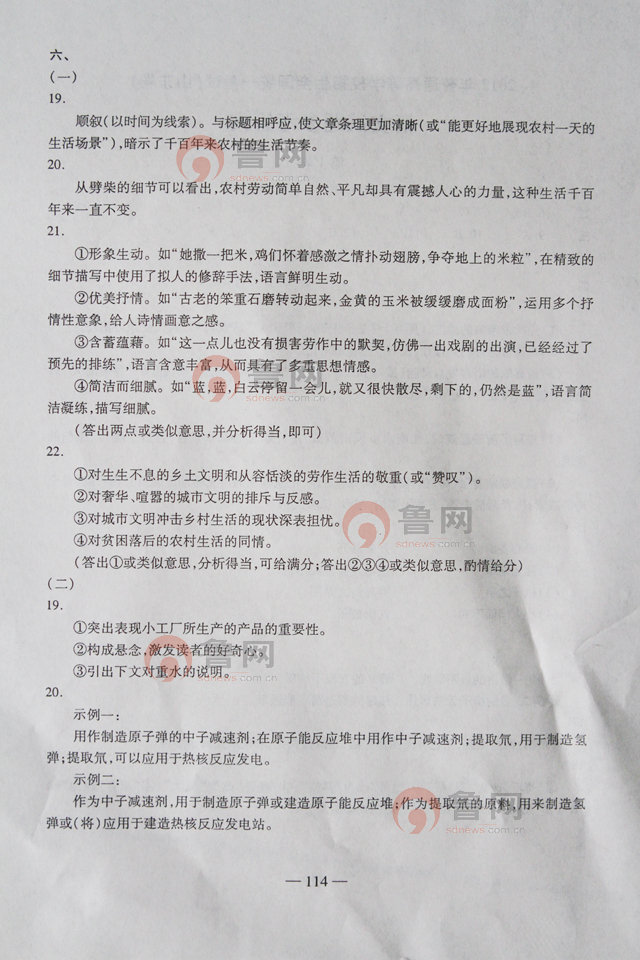 六、
(一)
19.
顺叙(以时间为线索)。与标题相呼应,使文章条理更加清晰(或“能更好地展现农村一天的
生活场景”),暗示了千百年来农村的生活节奏。
20.
从劈柴的细节可以看出,农村劳动简单自然、平凡却具有震撼人心的力量,这种生活千百
年来一直不变。
21.
①形象生动。如“她撒一把米,鸡们怀着感激之情扑动翅膀,争夺地上的米粒”,在精致的
细节描写中使用了拟人的修辞手法,语言鲜明生动。
②优美抒情。如“古老的笨重石磨转动起来,金黄的玉米被缓缓磨成面粉”,运用多个抒
情性意象,给人诗情画意之感。
③含蓄蕴藉。如“这一点儿也没有损害劳作中的默契,仿佛一出戏剧的出演,已经经过了
预先的排练”,语言含意丰富,从而具有了多重思想情感。
④简洁而细腻。如“蓝,蓝,白云停留一会儿,就又很快散尽,剩下的,仍然是蓝”,语言简
洁凝练,描写细腻。
(答出两点或类似意思,并分析得当,即可)
22.
①对生生不息的乡土文明和从容恬淡的劳作生活的敬重(或“赞叹”)。
②对奢华、喧嚣的城市文明的排斥与反感。
③对城市文明冲击乡村生活的现状深表担忧。
④对贫困落后的农村生活的同情。
(答出①或类似意思,分析得当,可给满分;答出②③④或类似意思,酌情给分)
(二)
19.
①突出表现小工厂所生产的产品的重要性。
②构成悬念,激发读者的好奇心。
③引出下文对重水的说明。
20.
示例一:
用作制造原子弹的中子减速剂;在原子能反应堆中用作中子减速剂;提取氘,用于制造氢
弹;提取氘,可以应用于热核反应发电。
示例二:
作为中子减速剂,用于制造原子弹或建造原子能反应堆;作为提取氘的原料,用来制造氢
弹或(将)应用于建造热核反应发电站。
— 114 —
鲁网
sdnews.com.cn
鲁网
sdnews.com.cn
鲁网
sdnews.com.cn
鲁网
sdnews.com.cn
鲁网
sdnews.com.cn